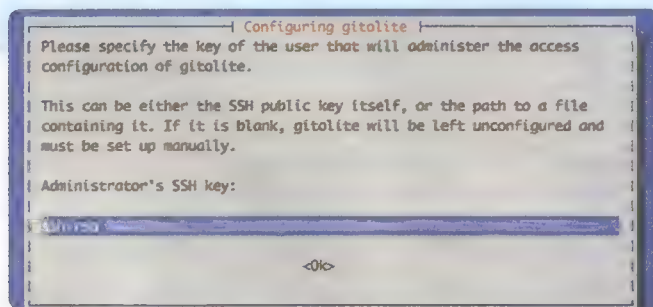 Configuring gitolite
Please specify the key of the user that will administer the access
configuration of gitolite.
This can be either the SSH public key itself, or the path to a file
containing it. If it is blank, gitolite will be left unconfigured and
must be set up manually.
Administrator's SSH key:
<Ok>